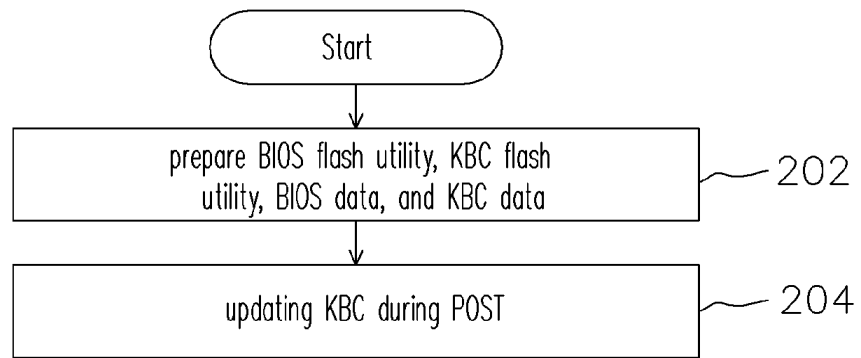 Start
prepare BIOS flash utility, KBC flash
utility, BIOS data, and KBC data
202
updating KBC during POST
204